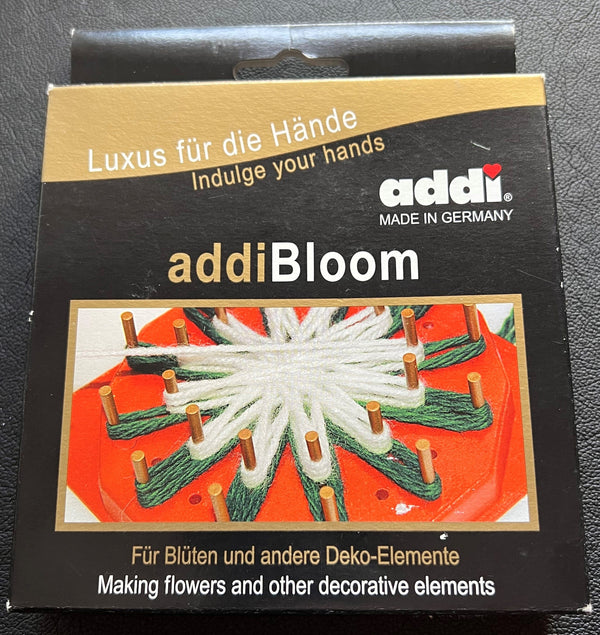 Luxus für die Hände
Indulge your hands
addi®
MADE IN GERMANY
addiBloom
Für Blüten und andere Deko-Elemente
Making flowers and other decorative elements